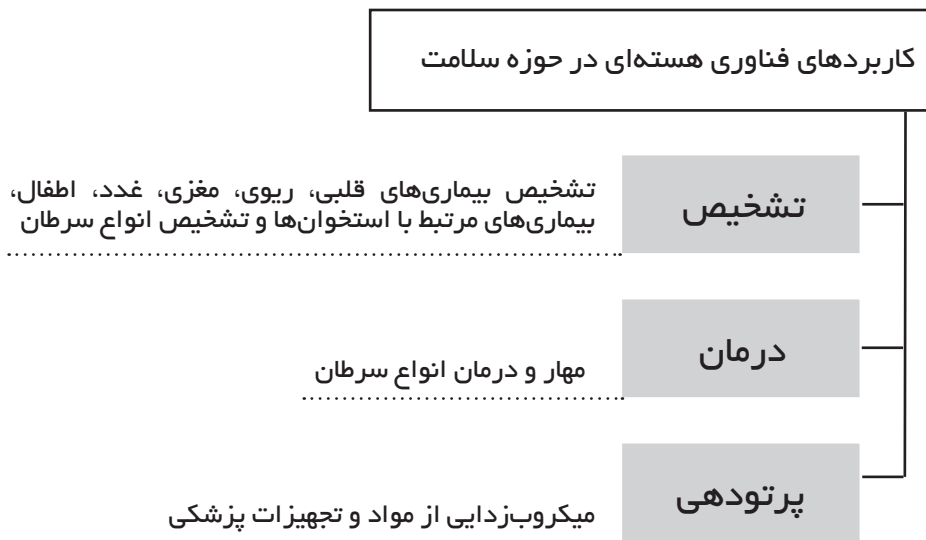 کاربردهای فناوری هسته‌ای در حوزه سلامت
تشخیص
تشخیص بیماری‌های قلبی، ریوی، مغزی، غدد، اطفال،
بیماری‌های مرتبط با استخوان‌ها و تشخیص انواع سرطان
درمان
مهار و درمان انواع سرطان
پرتودهی
میکروب‌زدایی از مواد و تجهیزات پزشکی